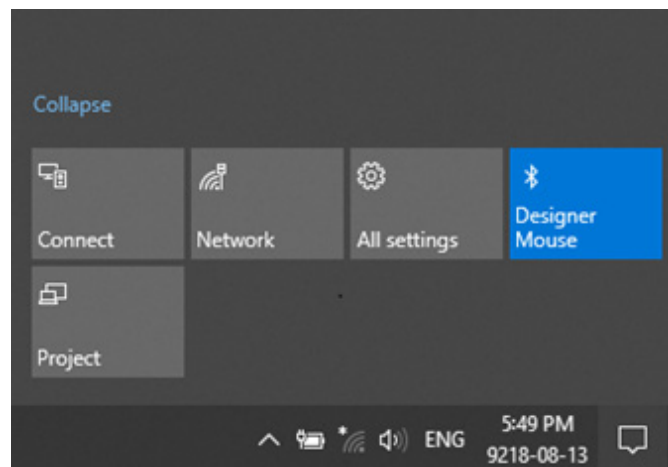 Collapse
Connect
Network
All settings
Designer
Mouse
Project
ENG
5:49 PM
9218-08-13